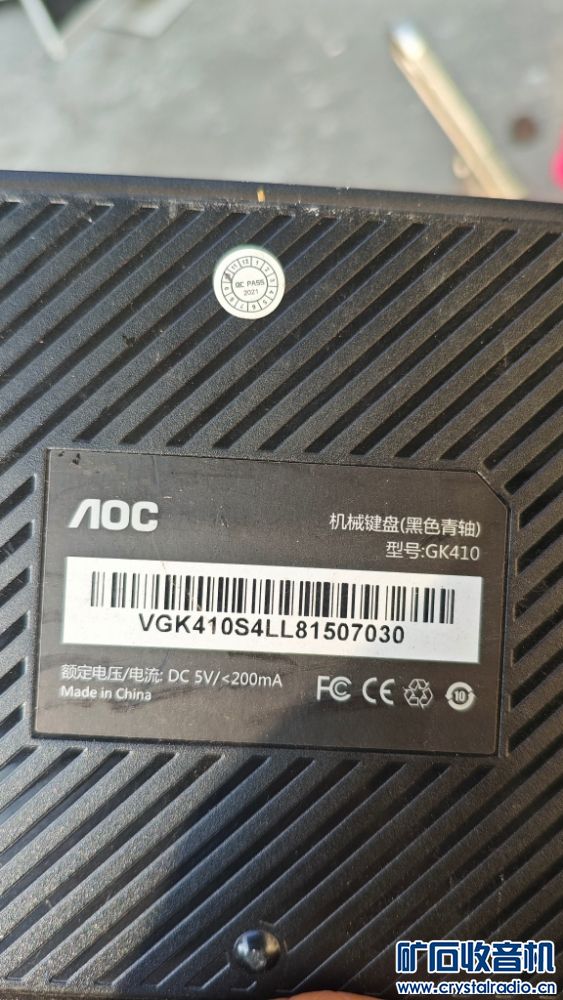 QC PASS
2021
AOC
机械键盘(黑色青轴)
型号:GK410
VGK410S4LL81507030
额定电压/电流: DC 5V/<200mA
Made in China
FC CE 10
矿石收音机
www.crystalradio.cn